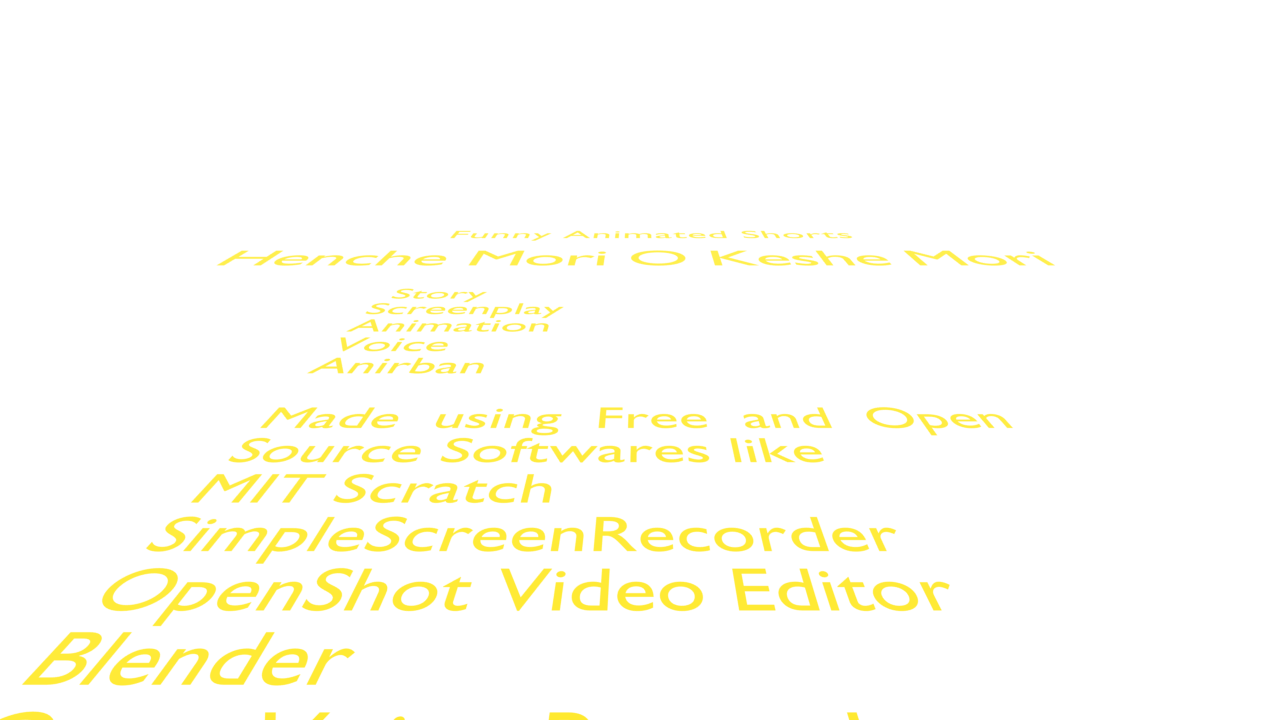 Funny Animated Shorts
Henche Mori O Keshe Mori
Story
Screenplay
Animation
Voice
Anirban
Made using Free and Open
Source Softwares like
MIT Scratch
SimpleScreenRecorder
OpenShot Video Editor
Blender